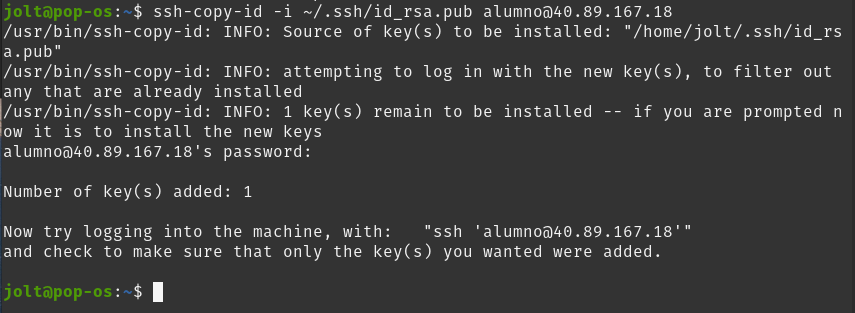 jolt@pop-os:~$ ssh-copy-id -i ~/.ssh/id_rsa.pub alumno@40.89.167.18
/usr/bin/ssh-copy-id: INFO: Source of key(s) to be installed: "/home/jolt/.ssh/id_rs
a.pub"
/usr/bin/ssh-copy-id: INFO: attempting to log in with the new key(s), to filter out
any that are already installed
/usr/bin/ssh-copy-id: INFO: 1 key(s) remain to be installed -- if you are prompted n
ow it is to install the new keys
alumno@40.89.167.18's password:
Number of key(s) added: 1
Now try logging into the machine, with:   "ssh 'alumno@40.89.167.18'"
and check to make sure that only the key(s) you wanted were added.
jolt@pop-os:~$